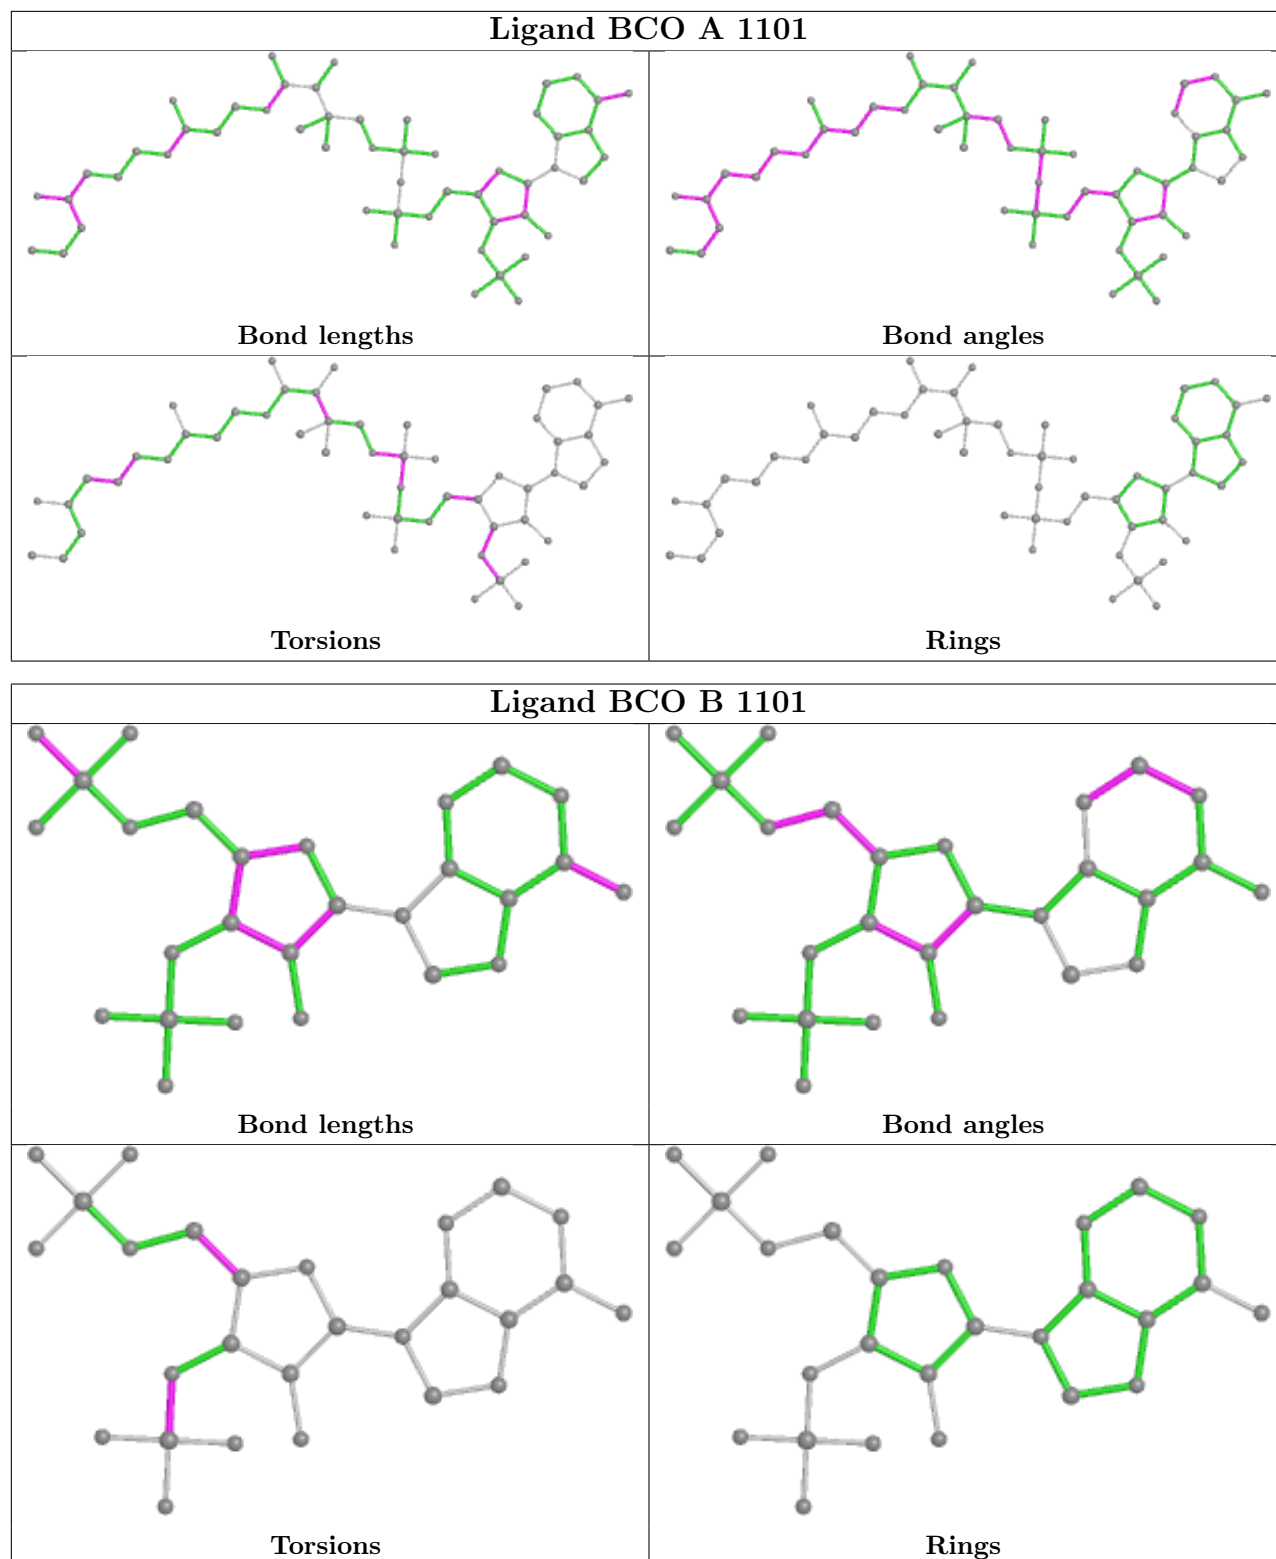 Ligand BCO A 1101
Bond lengths
Bond angles
Torsions
Rings
Ligand BCO B 1101
Bond lengths
Bond angles
Torsions
Rings